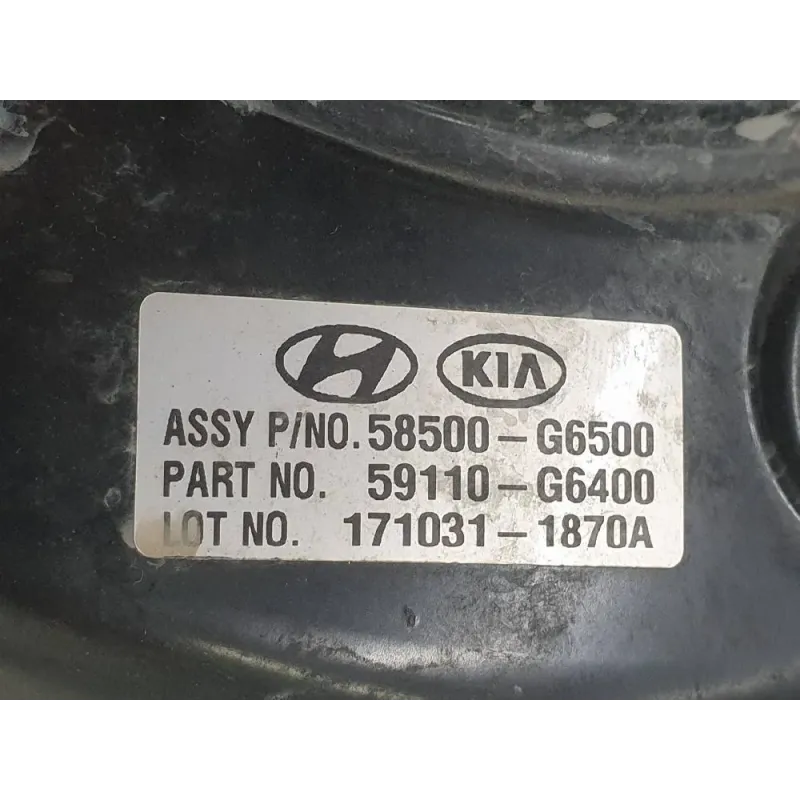 KIA
ASSY P/NO. 58500-G6500
PART NO. 59110-G6400
LOT NO. 171031-1870A